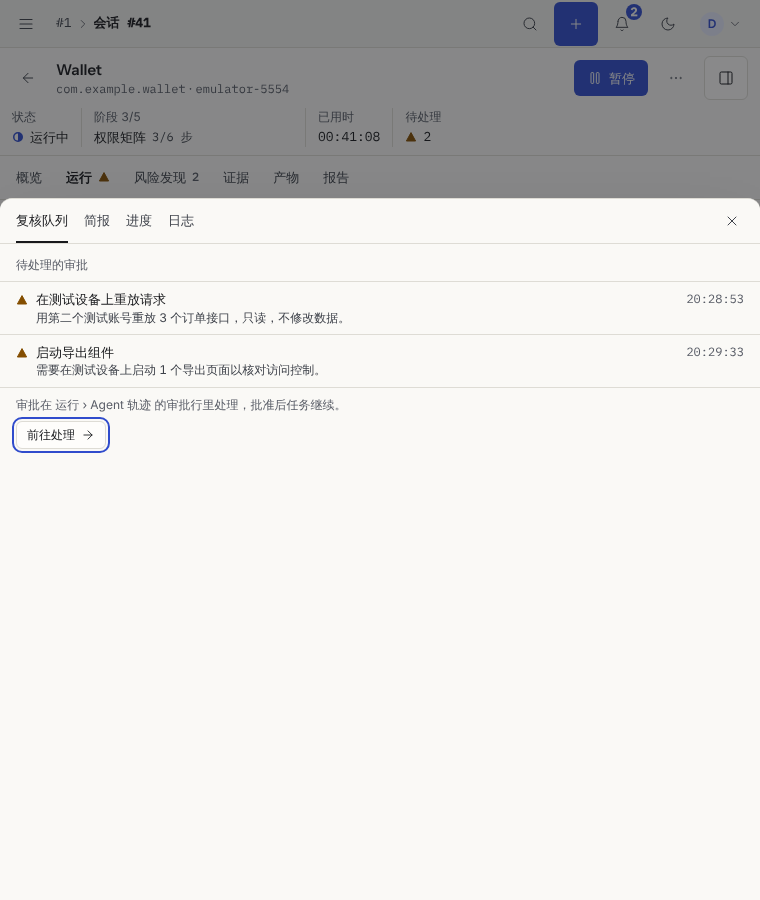 #1 › 会话 #41
2
D
Wallet
com.example.wallet · emulator-5554
暂停
状态
运行中
阶段 3/5
权限矩阵 3/6 步
已用时
00:41:08
待处理
2
概览 运行 风险发现 2 证据 产物 报告
复核队列 简报 进度 日志
待处理的审批
在测试设备上重放请求 20:28:53
用第二个测试账号重放 3 个订单接口，只读，不修改数据。
启动导出组件 20:29:33
需要在测试设备上启动 1 个导出页面以核对访问控制。
审批在 运行 › Agent 轨迹 的审批行里处理，批准后任务继续。
前往处理 →